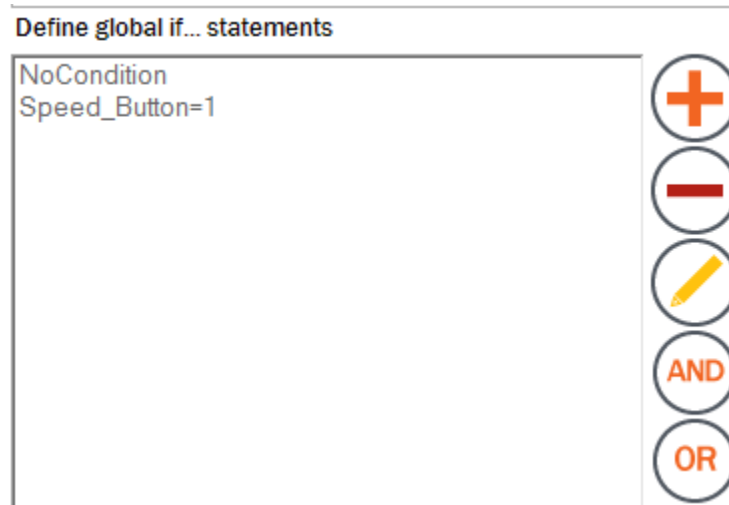 Define global if... statements
NoCondition
Speed_Button=1
AND
OR